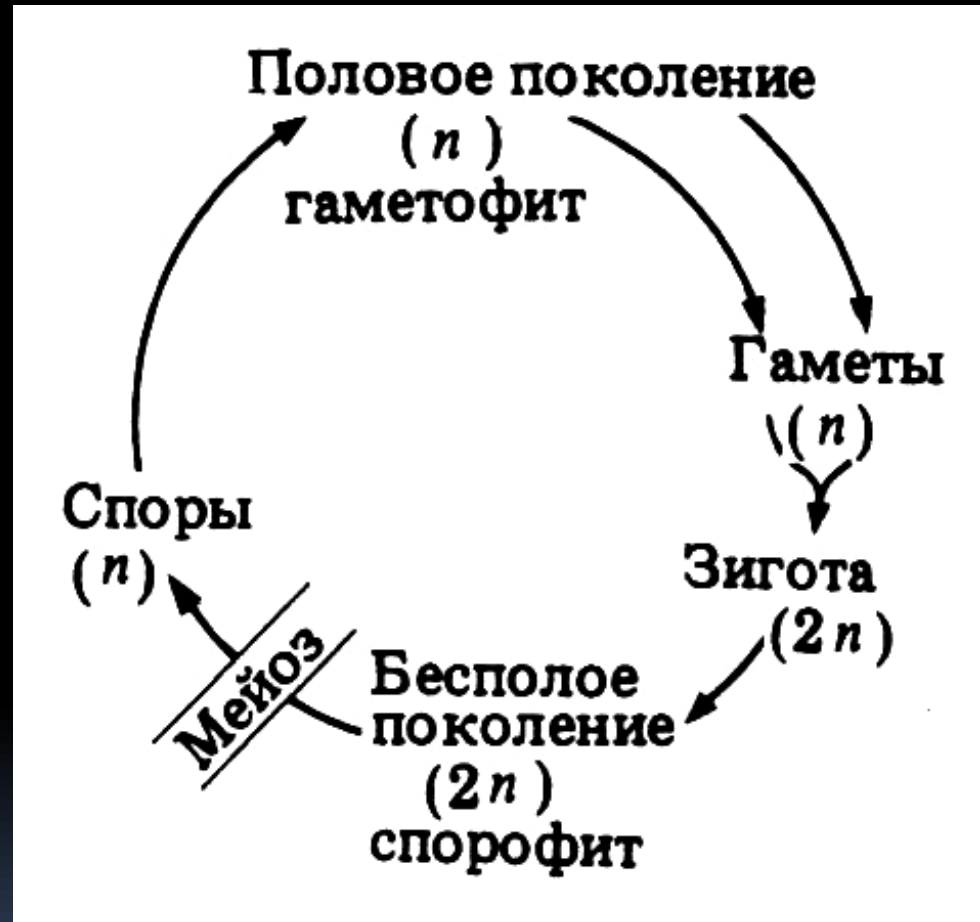 Половое поколение
(n)
гаметофит
Гаметы
(n)
Зигота
(2n)
Бесполое
поколение
(2n)
спорофит
Мейоз
Споры
(n)